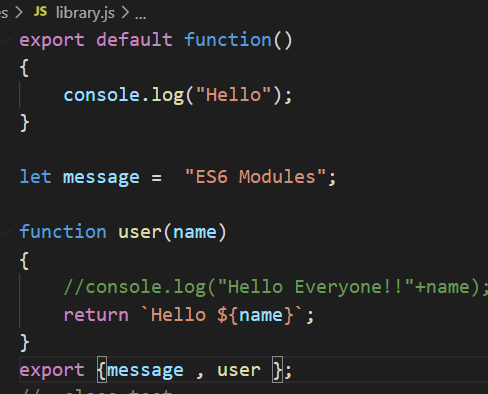 es > JS library.js > ...
export default function()
{
    console.log("Hello");
}
let message =  "ES6 Modules";
function user(name)
{
    //console.log("Hello Everyone!!"+name);
    return `Hello ${name}`;
}
export {message , user };